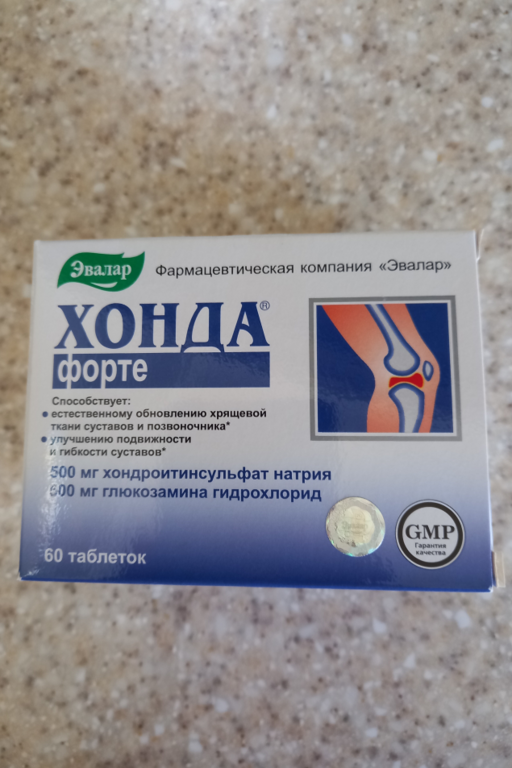 Эвалар
Фармацевтическая компания «Эвалар»
ХОНДА®
форте
Способствует:
• естественному обновлению хрящевой
ткани суставов и позвоночника*
• улучшению подвижности
и гибкости суставов*
500 мг хондроитинсульфат натрия
500 мг глюкозамина гидрохлорид
60 таблеток
GMP
Гарантия
качества